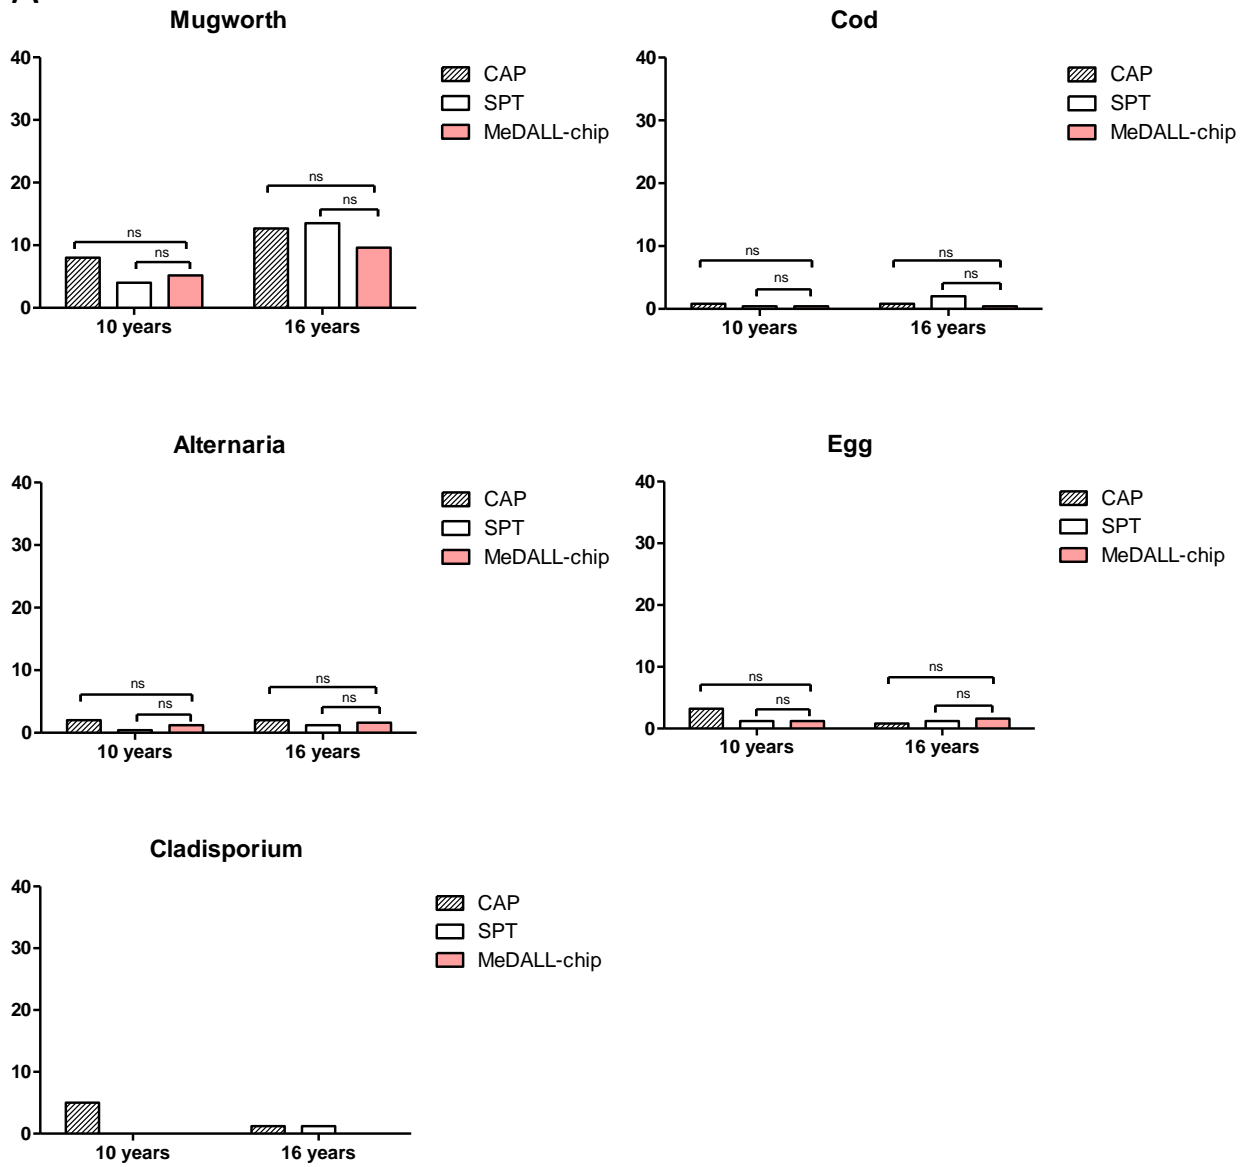 A
Mugworth
40
30
20
10
0
ns
ns
ns
ns
10 years
16 years
CAP
SPT
MeDALL-chip
Cod
40
30
20
10
0
ns
ns
ns
ns
10 years
16 years
CAP
SPT
MeDALL-chip
Alternaria
40
30
20
10
0
ns
ns
ns
ns
10 years
16 years
CAP
SPT
MeDALL-chip
Egg
40
30
20
10
0
ns
ns
ns
ns
10 years
16 years
CAP
SPT
MeDALL-chip
Cladisporium
40
30
20
10
0
10 years
16 years
CAP
SPT
MeDALL-chip